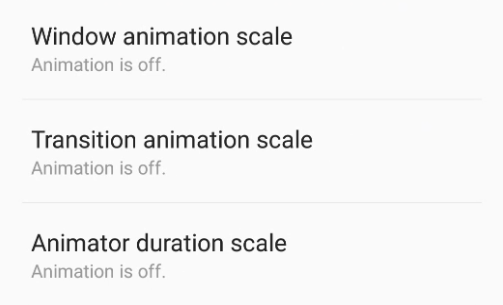 Window animation scale
Animation is off.
Transition animation scale
Animation is off.
Animator duration scale
Animation is off.